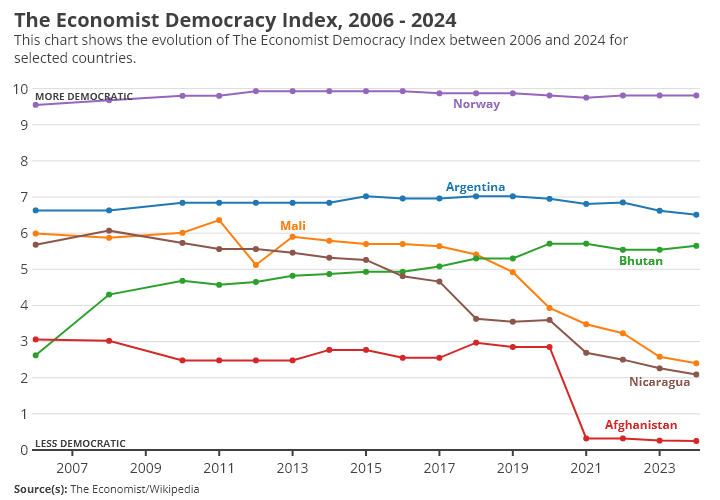 The Economist Democracy Index, 2006 - 2024
This chart shows the evolution of The Economist Democracy Index between 2006 and 2024 for
selected countries.
10
MORE DEMOCRATIC
Norway
9
8
Argentina
7
Mali
6
Bhutan
5
4
3
2
Nicaragua
1
Afghanistan
LESS DEMOCRATIC
0
2007 2009 2011 2013 2015 2017 2019 2021 2023
Source(s): The Economist/Wikipedia